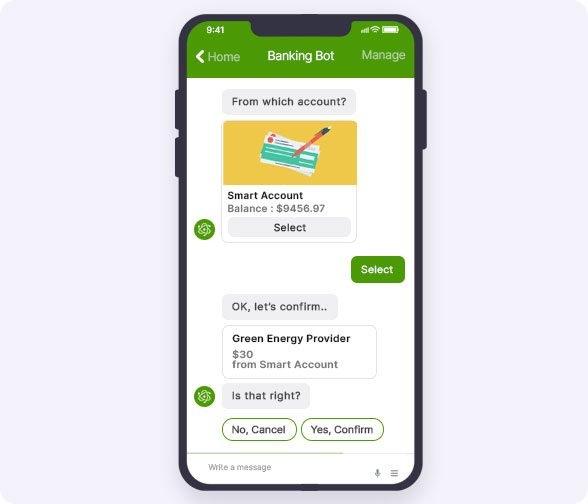 9:41
Home
Banking Bot
Manage
From which account?
Smart Account
Balance : $9456.97
Select
Select
OK, let's confirm..
Green Energy Provider
$30
from Smart Account
Is that right?
No, Cancel
Yes, Confirm
Write a message